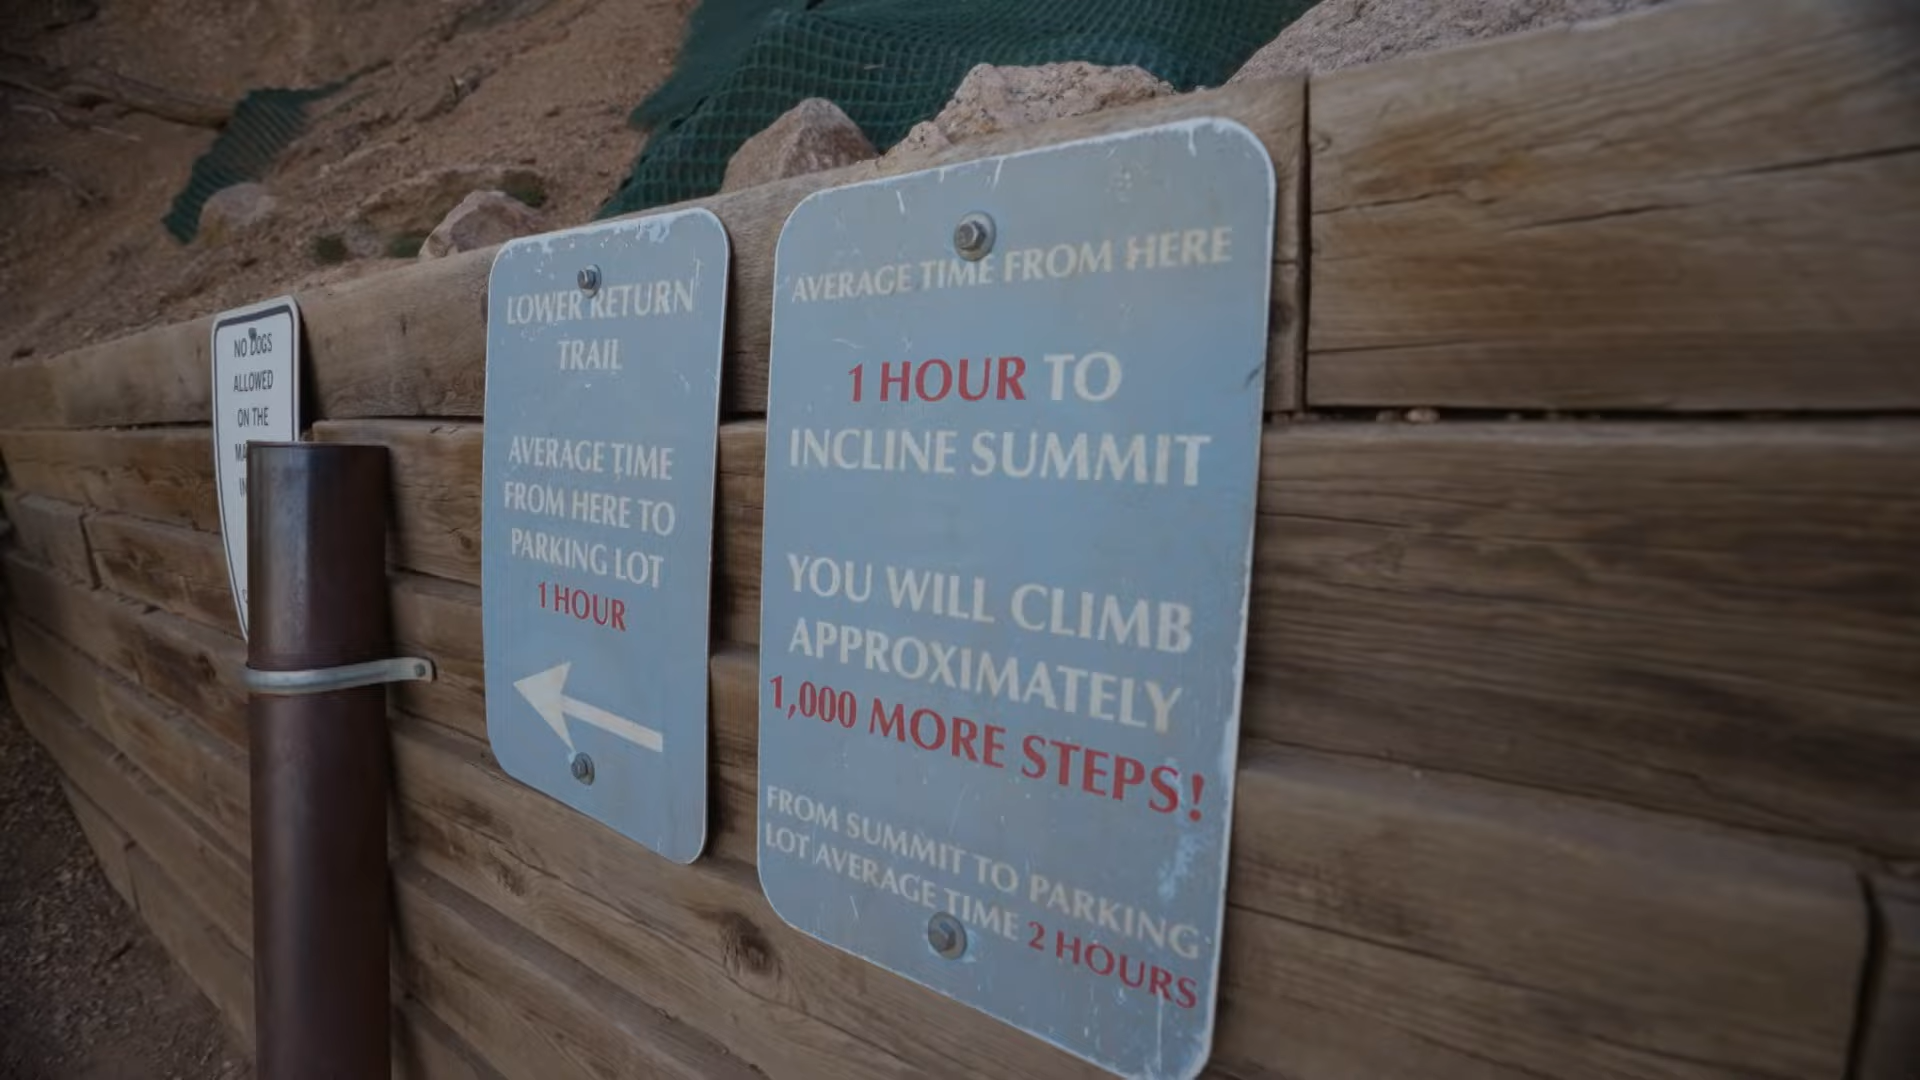 NO DOGS
ALLOWED
ON THE
LOWER RETURN
TRAIL
AVERAGE TIME
FROM HERE TO
PARKING LOT
1 HOUR
AVERAGE TIME FROM HERE
1 HOUR TO
INCLINE SUMMIT
YOU WILL CLIMB
APPROXIMATELY
1,000 MORE STEPS!
FROM SUMMIT TO PARKING
LOT AVERAGE TIME 2 HOURS